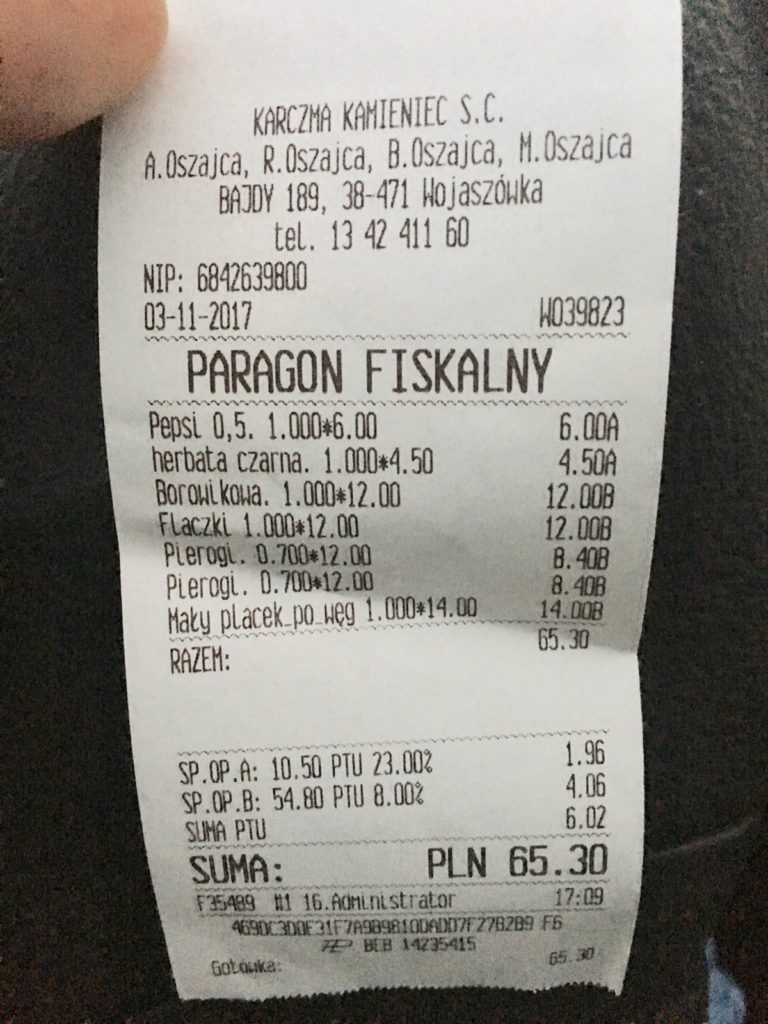 KARCZMA KAMIENIEC S.C.
A.Oszajca, R.Oszajca, B.Oszajca, M.Oszajca
BAJDY 189, 38-471 Wojaszówka
tel. 13 42 411 60
NIP: 6842639800
03-11-2017 W039823
PARAGON FISKALNY
Pepsi 0,5. 1.000*6.00 6.00A
herbata czarna. 1.000*4.50 4.50A
Borowikowa. 1.000*12.00 12.00B
Flaczki 1.000*12.00 12.00B
Pierogi. 0.700*12.00 8.40B
Pierogi. 0.700*12.00 8.40B
Mały placek_po_węg 1.000*14.00 14.00B
RAZEM: 65.30
SP.OP.A: 10.50 PTU 23.00% 1.96
SP.OP.B: 54.80 PTU 8.00% 4.06
SUMA PTU 6.02
SUMA: PLN 65.30
F35489 #1 16.Administrator 17:09
BEB 14235415
Gotówka: 65.30